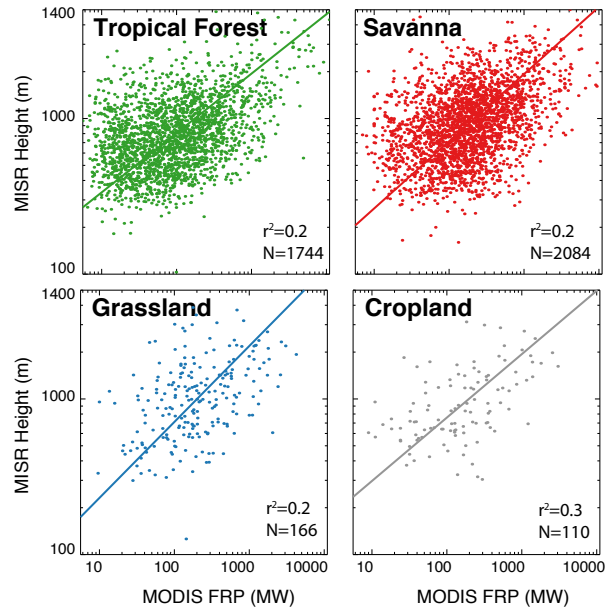 Tropical Forest
Savanna
1400
1000
100
MISR Height (m)
r²=0.2
N=1744
r²=0.2
N=2084
Grassland
Cropland
1400
1000
100
MISR Height (m)
r²=0.2
N=166
r²=0.3
N=110
10 100 1000 10000
10 100 1000 10000
MODIS FRP (MW)
MODIS FRP (MW)